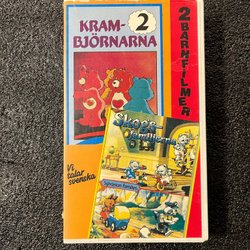 KRAM-
BJÖRNARNA
2
2 BARNFILMER
Vi
talar
svenska